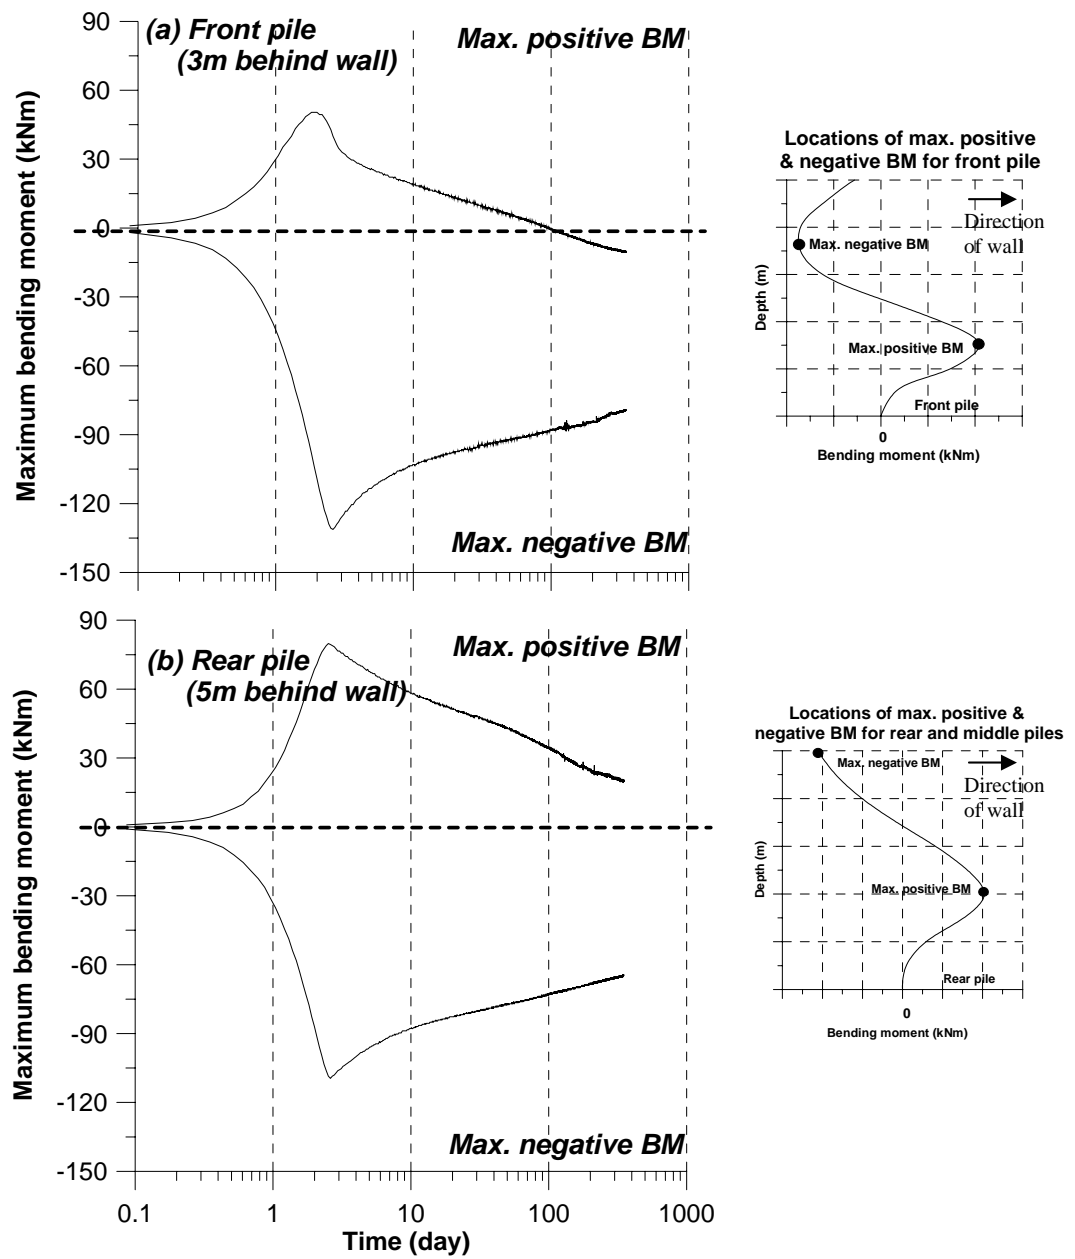 90
60
30
0
-30
-60
-90
-120
-150
Maximum bending moment (kNm)
(a) Front pile
(3m behind wall)
Max. positive BM
Max. negative BM
Locations of max. positive
& negative BM for front pile
Direction
of wall
Max. negative BM
Max. positive BM
Front pile
Depth (m)
0
Bending moment (kNm)
90
60
30
0
-30
-60
-90
-120
-150
Maximum bending moment (kNm)
(b) Rear pile
(5m behind wall)
Max. positive BM
Max. negative BM
0.1 1 10 100 1000
Time (day)
Locations of max. positive &
negative BM for rear and middle piles
Max. negative BM
Direction
of wall
Max. positive BM
Rear pile
Depth (m)
0
Bending moment (kNm)